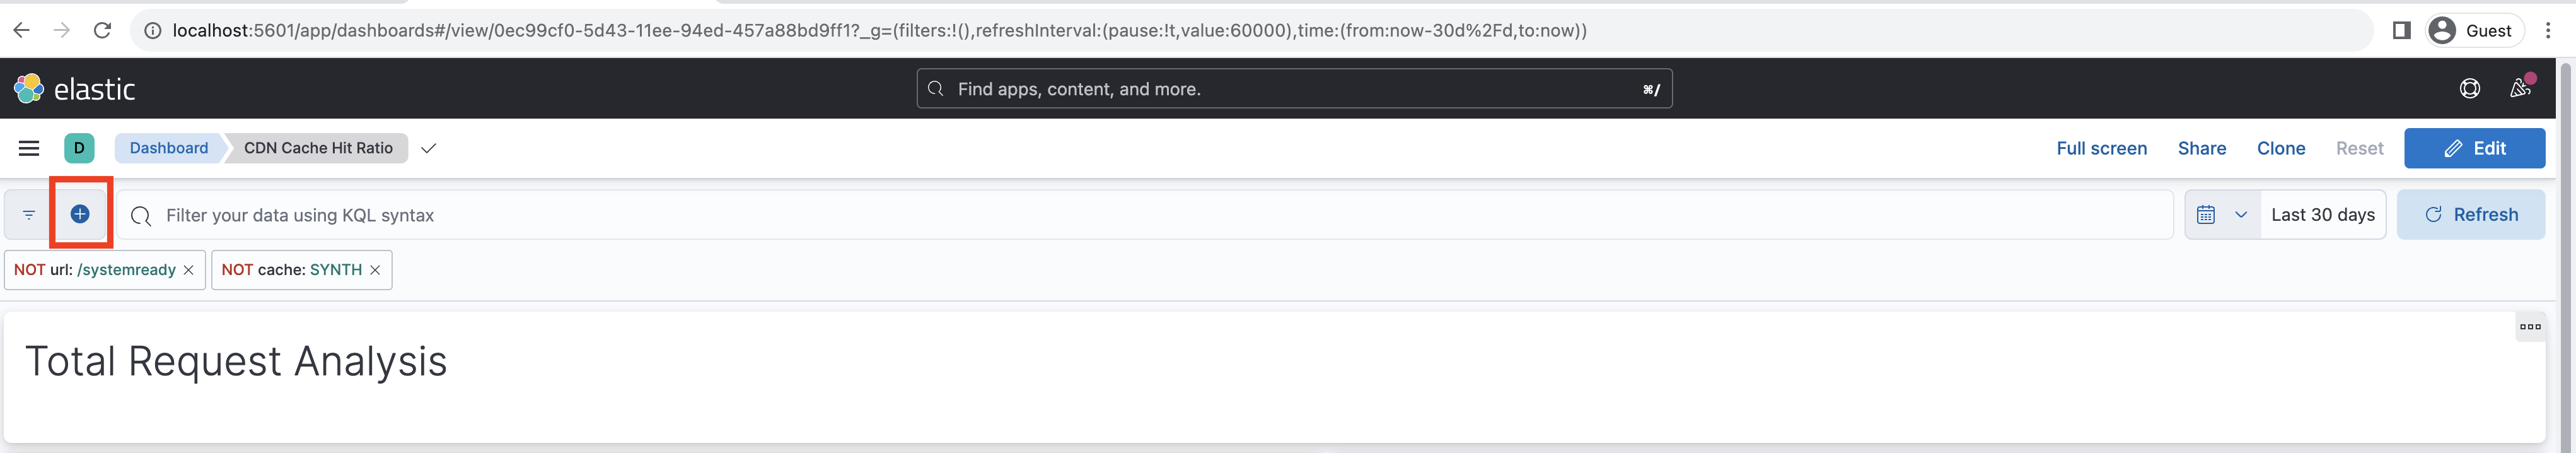 localhost:5601/app/dashboards#/view/0ec99cf0-5d43-11ee-94ed-457a88bd9ff1?_g=(filters:!(),refreshInterval:(pause:!t,value:60000),time:(from:now-30d%2Fd,to:now)) Guest
elastic Find apps, content, and more. ⌘/
D Dashboard CDN Cache Hit Ratio Full screen Share Clone Reset Edit
Filter your data using KQL syntax Last 30 days Refresh
NOT url: /systemready NOT cache: SYNTH
Total Request Analysis